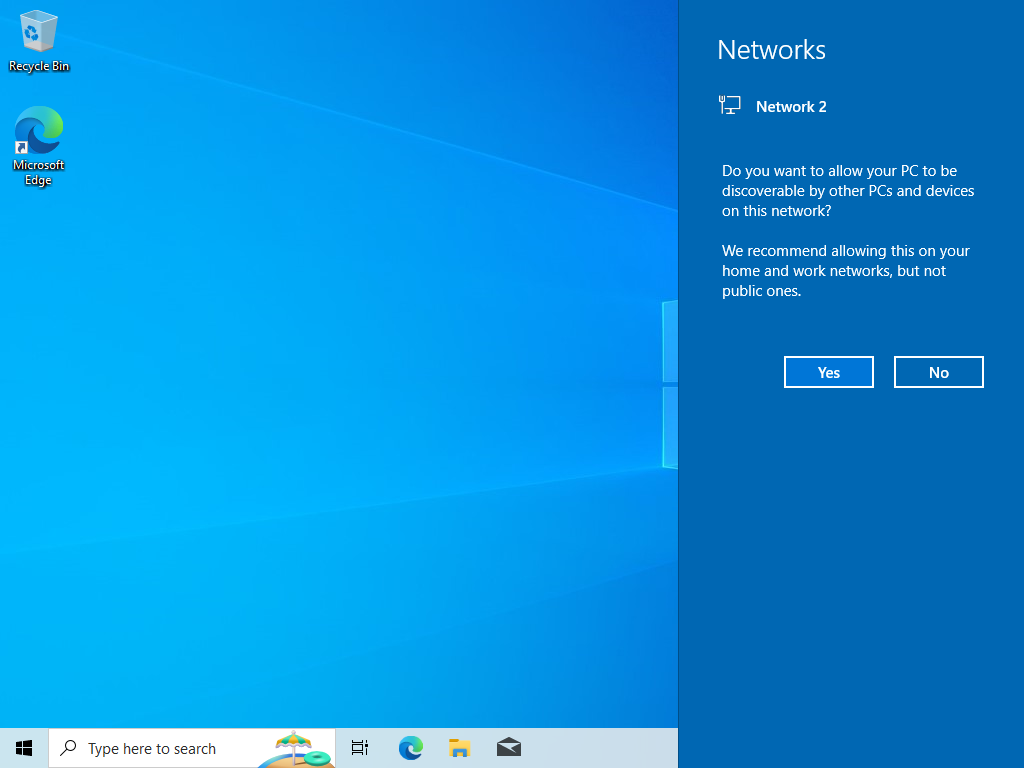 Recycle Bin
Microsoft
Edge
Networks
Network 2
Do you want to allow your PC to be
discoverable by other PCs and devices
on this network?
We recommend allowing this on your
home and work networks, but not
public ones.
Yes
No
Type here to search